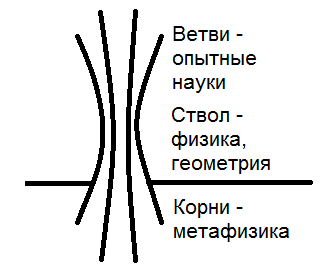 Ветви -
опытные
науки
Ствол -
физика,
геометрия
Корни -
метафизика